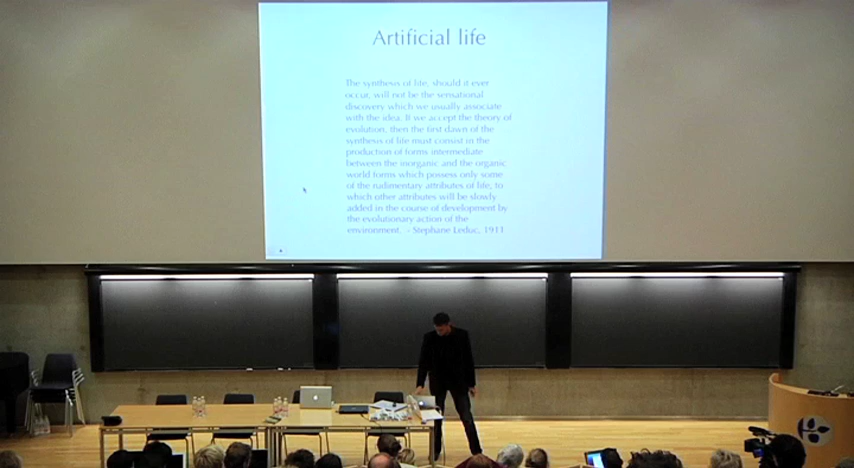 Artificial life
The synthesis of life, should it ever
occur, will not be the sensational
discovery which we usually associate
with the idea. If we accept the theory of
evolution, then the first dawn of the
synthesis of life must consist in the
production of forms intermediate
between the inorganic and the organic
world forms which possess only some
of the rudimentary attributes of life, to
which other attributes will be slowly
added in the course of development by
the evolutionary action of the
environment. - Stephane Leduc, 1911